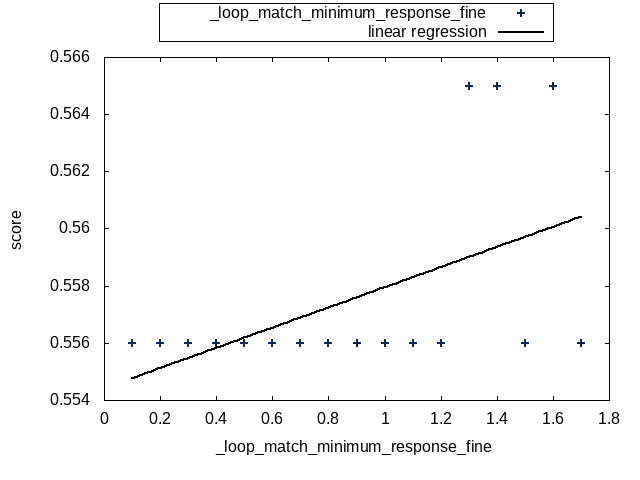 _loop_match_minimum_response_fine
linear regression
0.566
0.564
0.562
0.56
0.558
0.556
0.554
score
0 0.2 0.4 0.6 0.8 1 1.2 1.4 1.6 1.8
_loop_match_minimum_response_fine